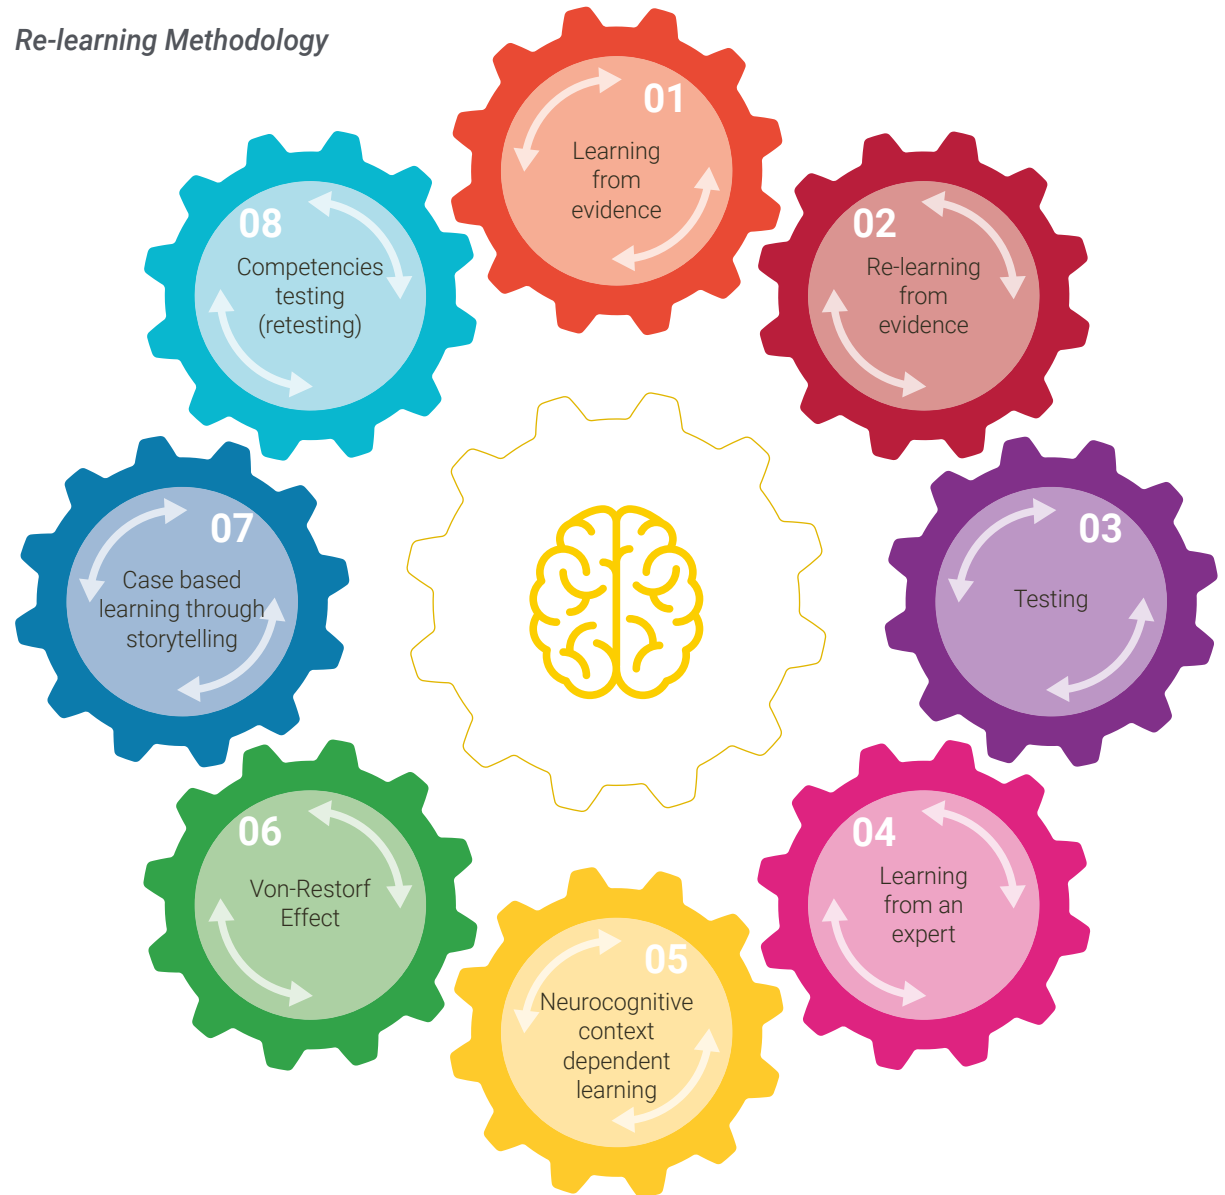 Re-learning Methodology
01
Learning
from
evidence
02
Re-learning
from
evidence
03
Testing
04
Learning
from an
expert
05
Neurocognitive
context
dependent
learning
06
Von-Restorf
Effect
07
Case based
learning through
storytelling
08
Competencies
testing
(retesting)